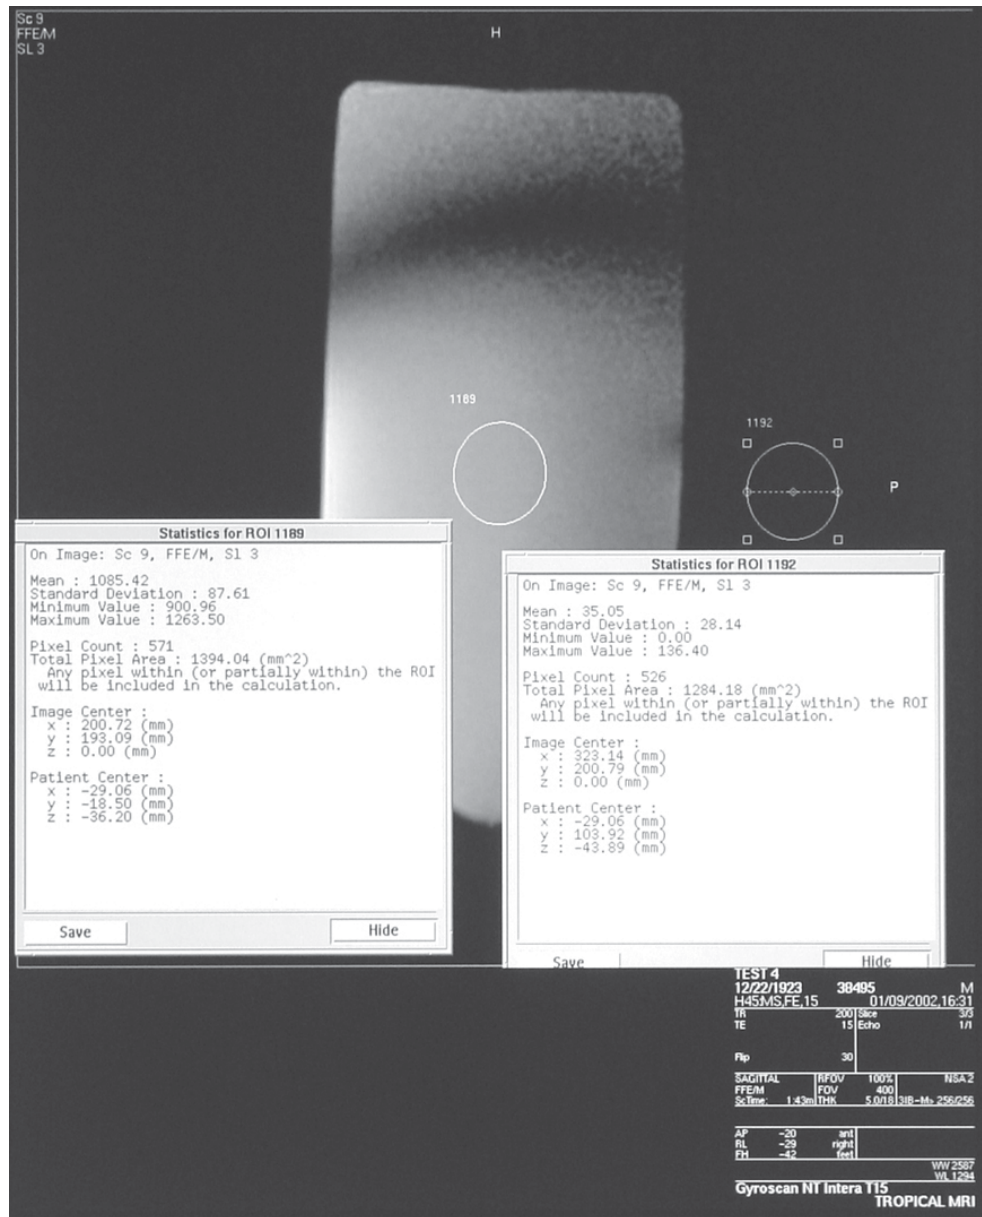 Sc 9
FFE/M
SL 3
H
1189
1192
P
Statistics for ROI 1189
On Image: Sc 9, FFE/M, Sl 3
Mean : 1085.42
Standard Deviation : 87.61
Minimum Value : 900.96
Maximum Value : 1263.50
Pixel Count : 571
Total Pixel Area : 1394.04 (mm^2)
Any pixel within (or partially within) the ROI
will be included in the calculation.
Image Center :
x : 200.72 (mm)
y : 193.09 (mm)
z : 0.00 (mm)
Patient Center :
x : -29.06 (mm)
y : -18.50 (mm)
z : -36.20 (mm)
Save Hide
Statistics for ROI 1192
On Image: Sc 9, FFE/M, Sl 3
Mean : 35.05
Standard Deviation : 28.14
Minimum Value : 0.00
Maximum Value : 136.40
Pixel Count : 526
Total Pixel Area : 1284.18 (mm^2)
Any pixel within (or partially within) the ROI
will be included in the calculation.
Image Center :
x : 323.14 (mm)
y : 200.79 (mm)
z : 0.00 (mm)
Patient Center :
x : -29.06 (mm)
y : 103.92 (mm)
z : -43.89 (mm)
Save Hide
TEST 4
12/22/1923 38495 M
H45:MS,FE,15 01/09/2002,16:31
TR 200 Slice 3/3
TE 15 Echo 1/1
Flip 30
SAGITTAL RFOV 100% NSA 2
FFE/M FOV 400
ScTime: 1:43m THK 5.0/18 256/256
AP -20 ant
RL -29 right
FH -42 feet
WW 2587
WL 1294
Gyroscan NT Intera T15
TROPICAL MRI